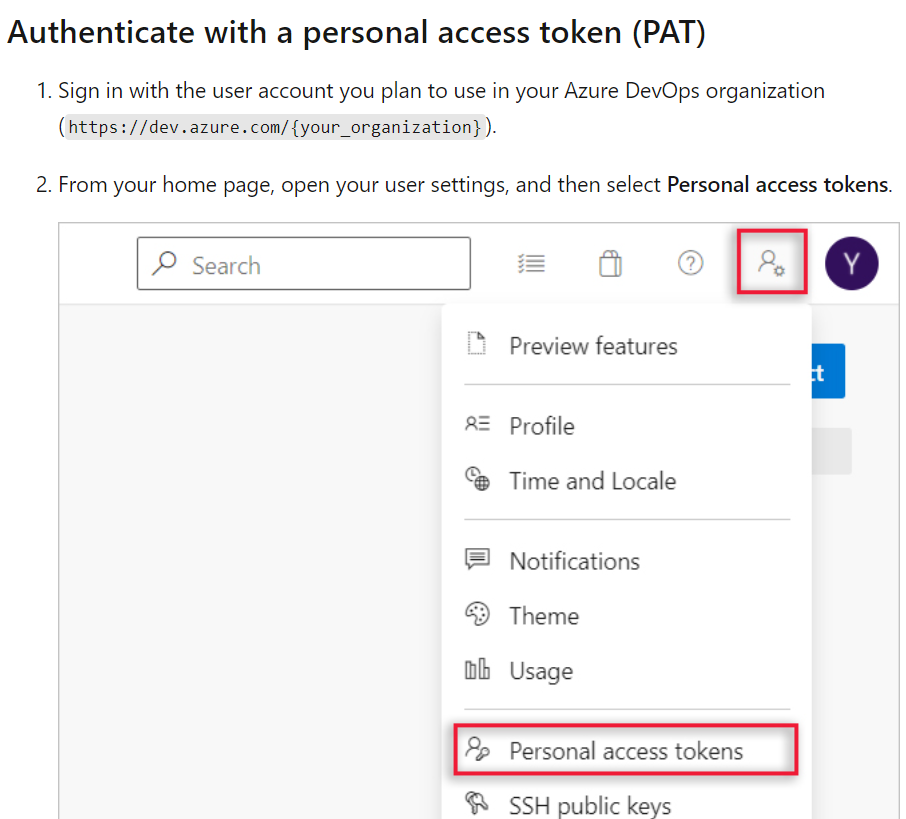 Authenticate with a personal access token (PAT)
1. Sign in with the user account you plan to use in your Azure DevOps organization
(https://dev.azure.com/{your_organization}).
2. From your home page, open your user settings, and then select Personal access tokens.
Search
Y
Preview features
ct
Profile
Time and Locale
Notifications
Theme
Usage
Personal access tokens
SSH public keys